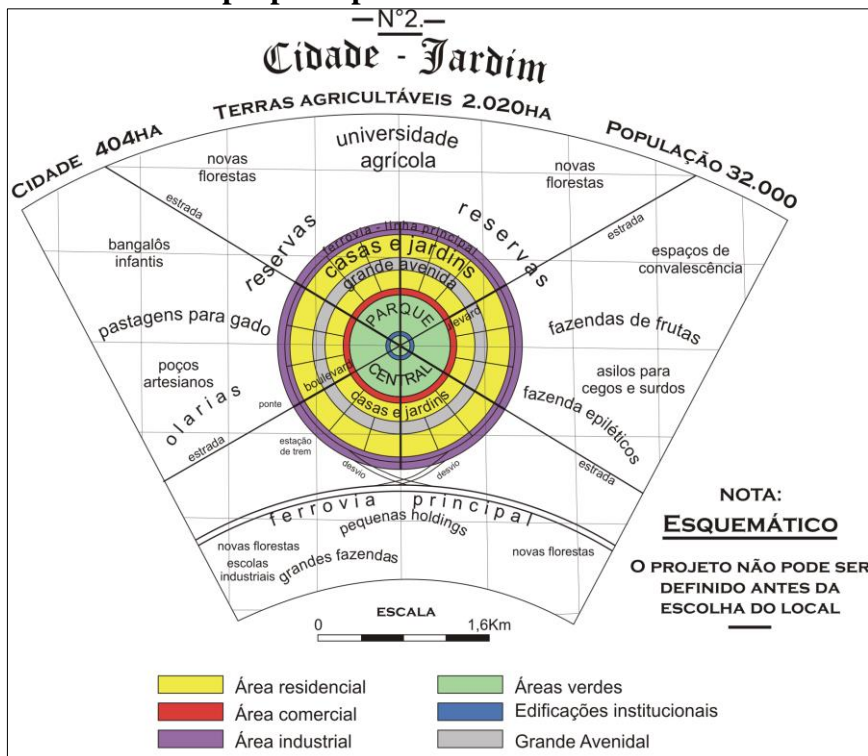 — N°2.—
Cidade - Jardim
TERRAS AGRICULTÁVEIS 2.020HA
CIDADE 404HA
POPULAÇÃO 32.000
universidade
agrícola
novas
florestas
novas
florestas
estrada
estrada
reservas
reservas
ferrovia - linha principal
casas e jardins
grande avenida
bangalôs
infantis
espaços de
convalescência
PARQUE
CENTRAL
levard
boulevard
casas e jardins
pastagens para gado
fazendas de frutas
poços
artesianos
asilos para
cegos e surdos
olarias
fazenda epiléticos
ponte
estação
de trem
estrada
estrada
desvio
desvio
ferrovia principal
pequenas holdings
novas florestas
escolas
industriais
grandes fazendas
novas florestas
NOTA:
ESQUEMÁTICO
O PROJETO NÃO PODE SER
DEFINIDO ANTES DA
ESCOLHA DO LOCAL
ESCALA
0 1,6Km
Área residencial
Áreas verdes
Área comercial
Edificações institucionais
Área industrial
Grande Avenidal